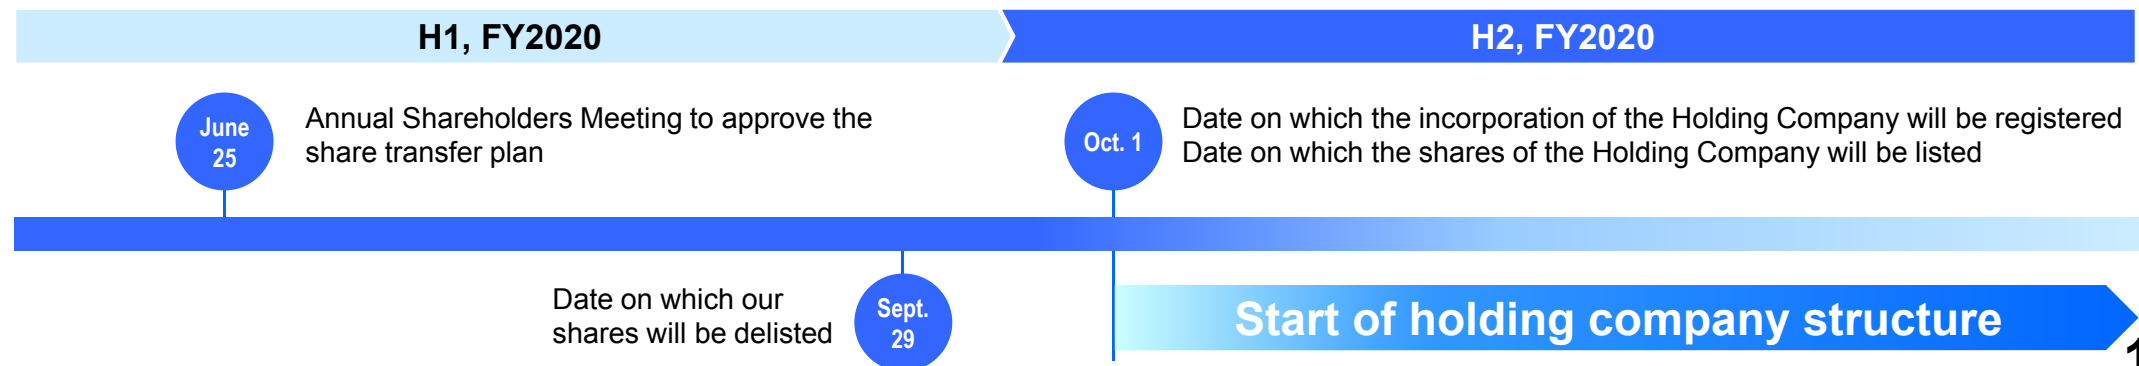 H1, FY2020
H2, FY2020
June
25
Annual Shareholders Meeting to approve the
share transfer plan
Oct. 1
Date on which the incorporation of the Holding Company will be registered
Date on which the shares of the Holding Company will be listed
Date on which our
shares will be delisted
Sept.
29
Start of holding company structure